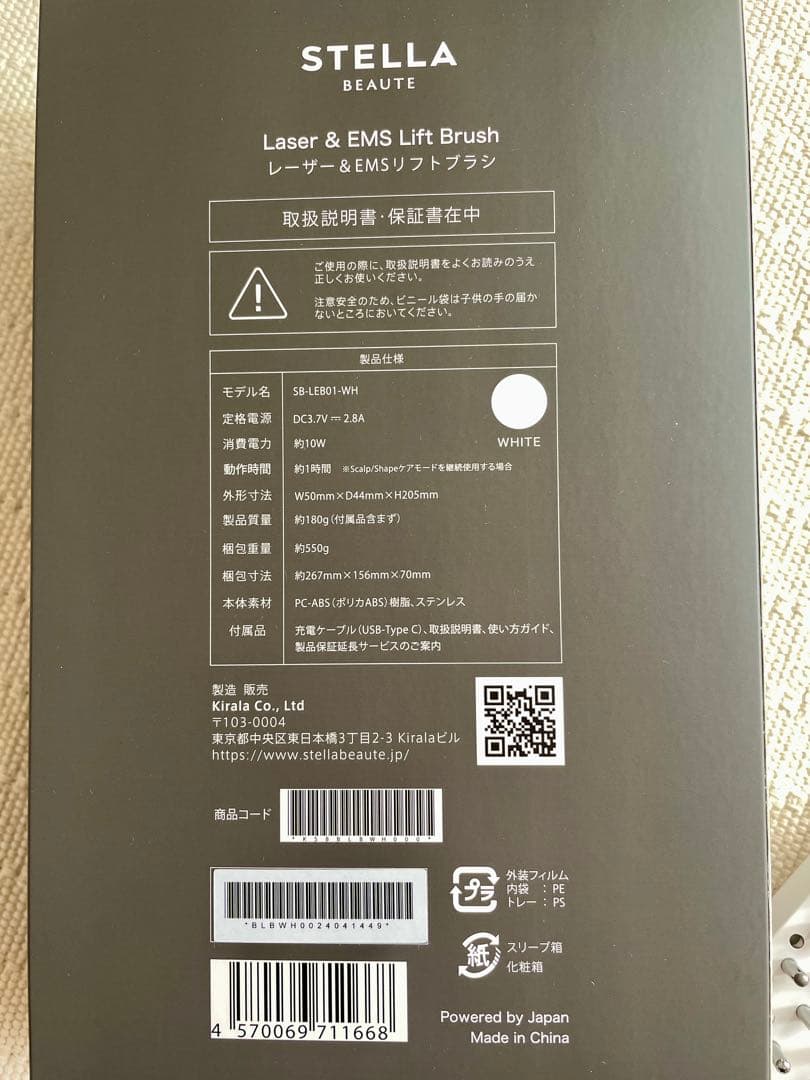 STELLA
BEAUTE
Laser & EMS Lift Brush
レーザー&EMSリフトブラシ
取扱説明書・保証書在中
ご使用の際に、取扱説明書をよくお読みのうえ
正しくお使いください。
注意安全のため、ビニール袋は子供の手の届か
ないところにおいてください。
製品仕様
モデル名 SB-LEB01-WH
定格電源 DC3.7V ⎓ 2.8A
消費電力 約10W
WHITE
動作時間 約1時間 ※Scalp/Shapeケアモードを継続使用する場合
外形寸法 W50mm×D44mm×H205mm
製品質量 約180g(付属品含まず)
梱包重量 約550g
梱包寸法 約267mm×156mm×70mm
本体素材 PC-ABS(ポリカABS)樹脂、ステンレス
付属品 充電ケーブル(USB-Type C)、取扱説明書、使い方ガイド、
製品保証延長サービスのご案内
製造 販売
Kirala Co., Ltd
〒103-0004
東京都中央区東日本橋3丁目2-3 Kiralaビル
https://www.stellabeaute.jp/
商品コード
*KSBBLBWH000*
*BLBWH0024041449*
4 570069 711668
プラ
外装フィルム
内袋 : PE
トレー : PS
紙
スリーブ箱
化粧箱
Powered by Japan
Made in China